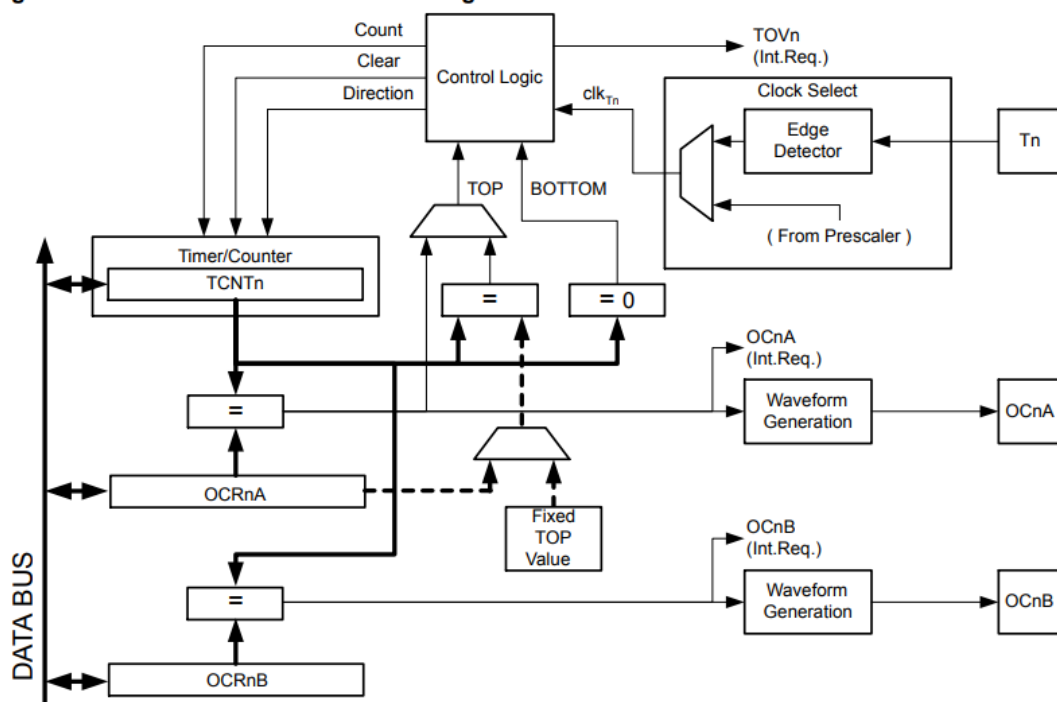 Count
Clear
Direction
Control Logic
TOVn
(Int.Req.)
clkTn
Clock Select
Edge
Detector
Tn
( From Prescaler )
TOP
BOTTOM
Timer/Counter
TCNTn
=
= 0
=
OCnA
(Int.Req.)
Waveform
Generation
OCnA
OCRnA
Fixed
TOP
Value
=
OCnB
(Int.Req.)
Waveform
Generation
OCnB
OCRnB
DATA BUS